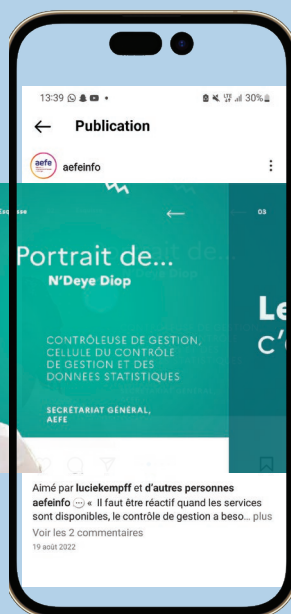 13:39
30%
Publication
aefe
aefeinfo
03
Portrait de...
N'Deye Diop
Le
C'
CONTRÔLEUSE DE GESTION,
CELLULE DU CONTRÔLE
DE GESTION ET DES
DONNEES STATISTIQUES
SECRÉTARIAT GÉNÉRAL,
AEFE
Aimé par luciekempff et d'autres personnes
aefeinfo « Il faut être réactif quand les services
sont disponibles, le contrôle de gestion a beso... plus
Voir les 2 commentaires
19 août 2022